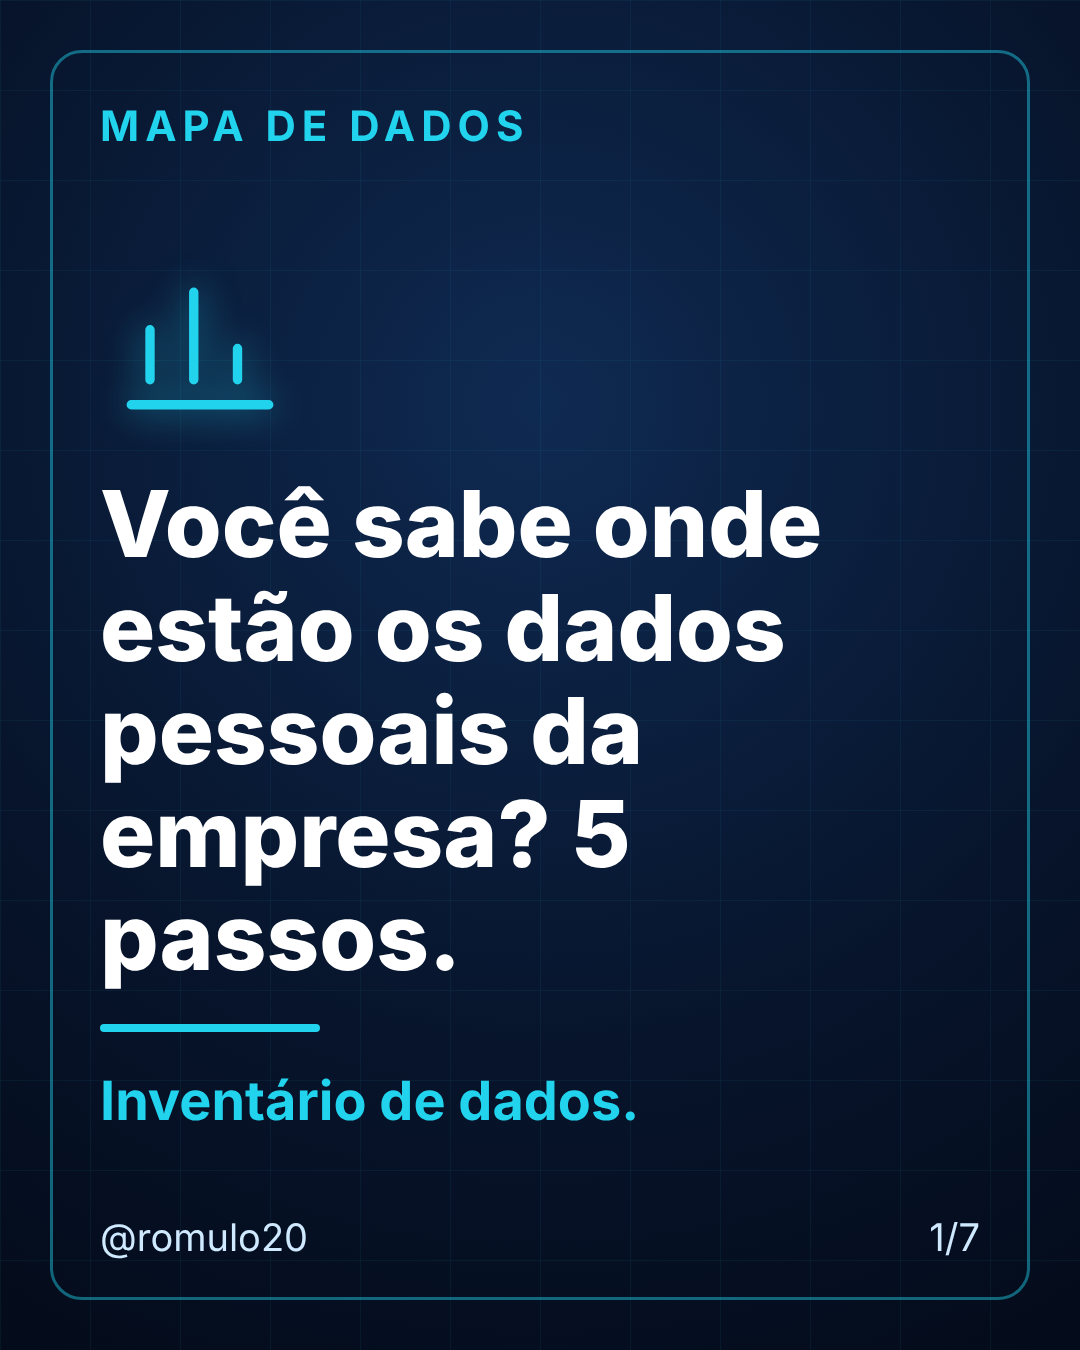 MAPA DE DADOS
Você sabe onde
estão os dados
pessoais da
empresa? 5
passos.
Inventário de dados.
@romulo20
1/7